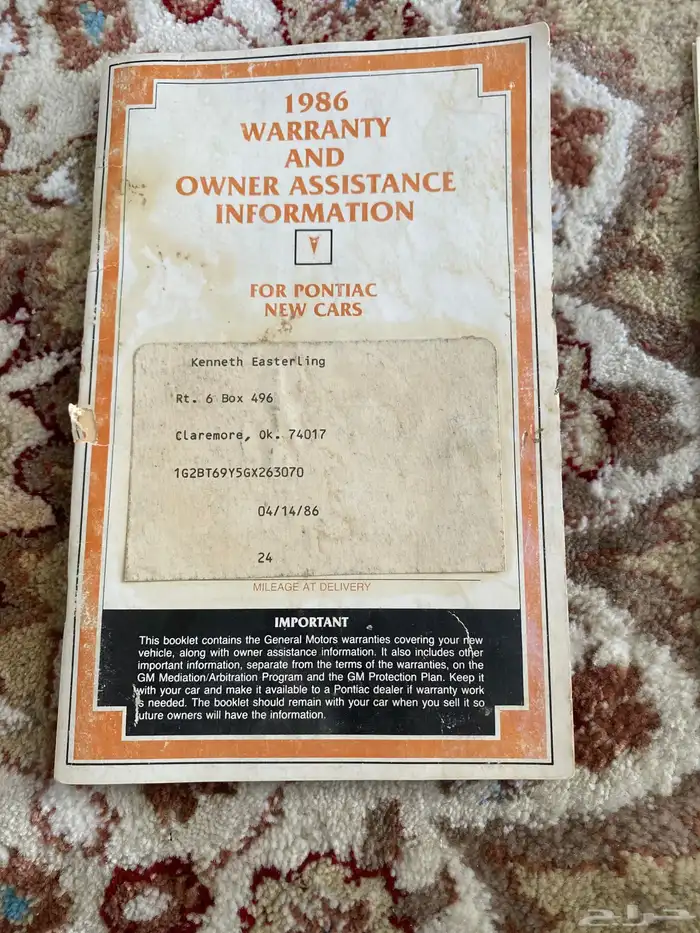 1986
WARRANTY
AND
OWNER ASSISTANCE
INFORMATION
FOR PONTIAC
NEW CARS
Kenneth Easterling
Rt. 6 Box 496
Claremore, Ok. 74017
1G2BT69Y5GX263070
04/14/86
24
MILEAGE AT DELIVERY
IMPORTANT
This booklet contains the General Motors warranties covering your new
vehicle, along with owner assistance information. It also includes other
important information, separate from the terms of the warranties, on the
GM Mediation/Arbitration Program and the GM Protection Plan. Keep it
with your car and make it available to a Pontiac dealer if warranty work
s needed. The booklet should remain with your car when you sell it so
uture owners will have the information.
حراج